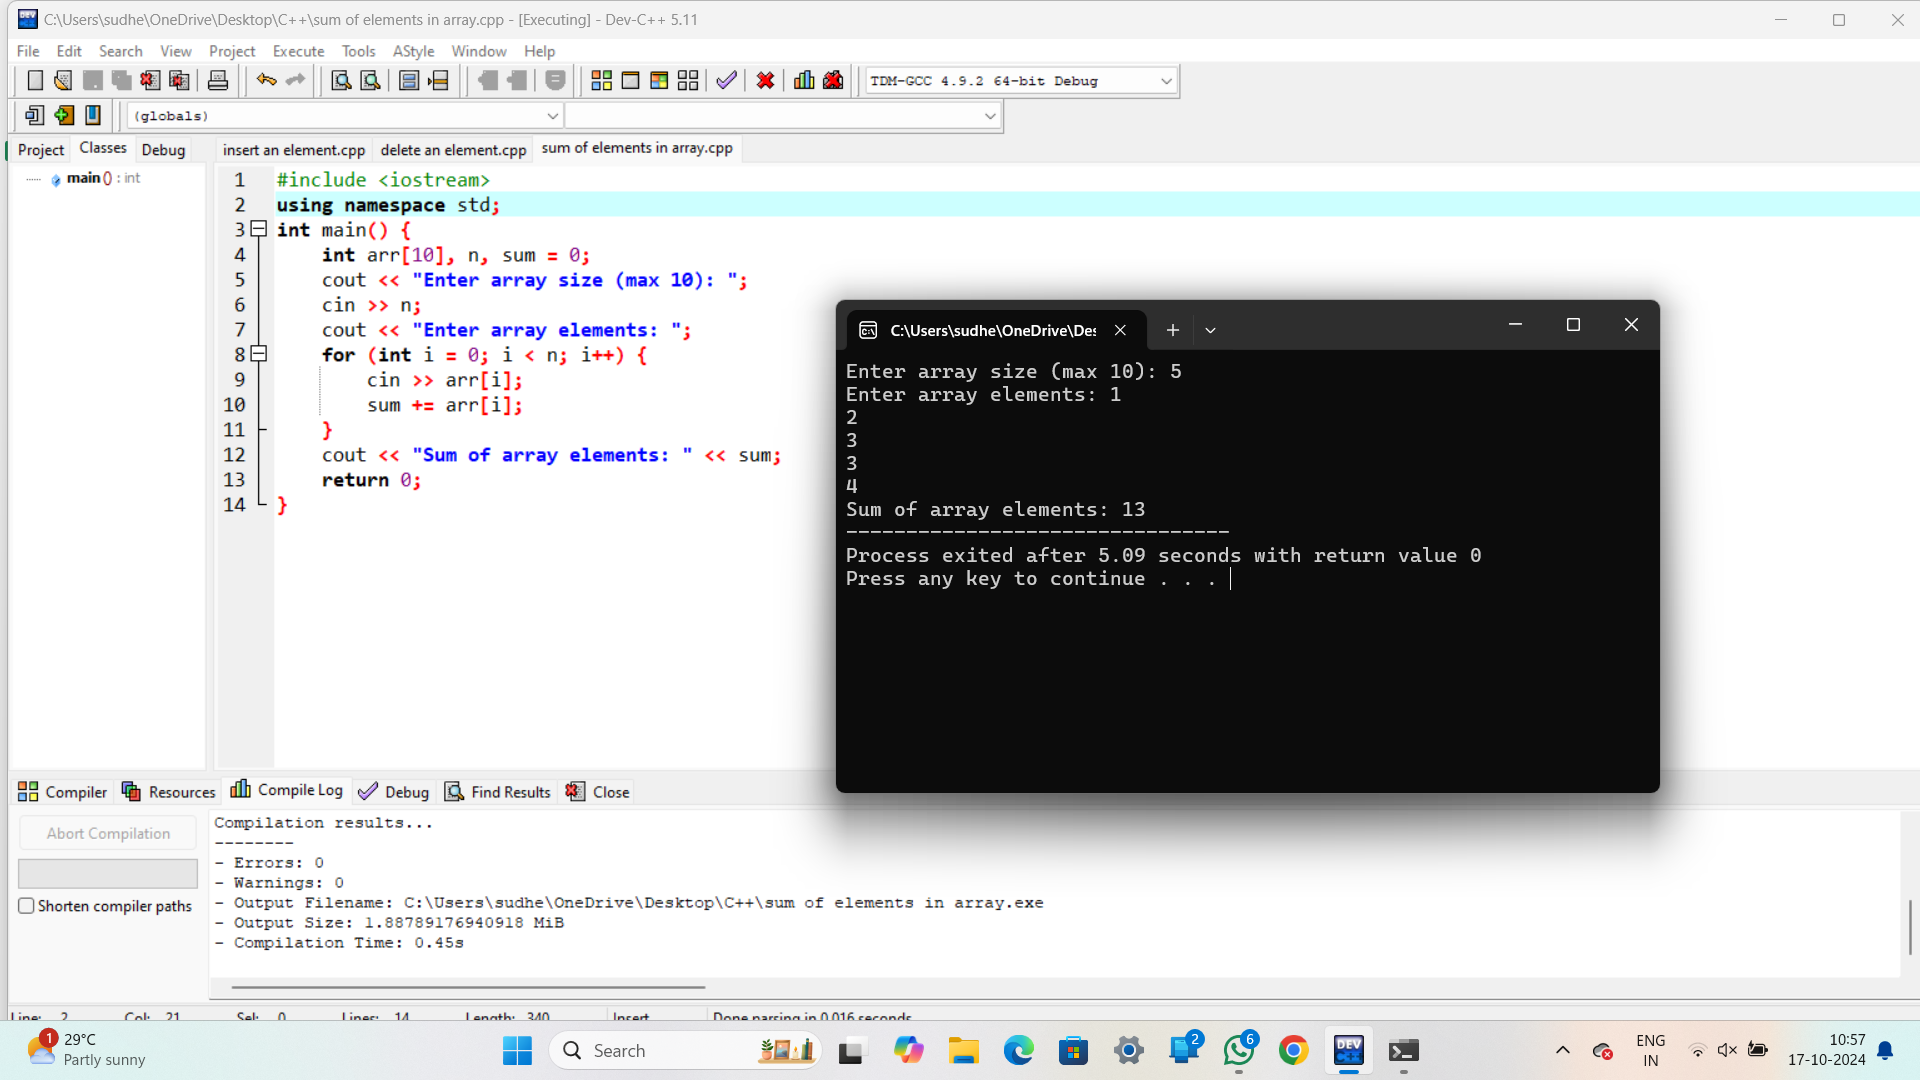 C:\Users\sudhe\OneDrive\Desktop\C++\sum of elements in array.cpp - [Executing] - Dev-C++ 5.11
File Edit Search View Project Execute Tools AStyle Window Help
TDM-GCC 4.9.2 64-bit Debug
(globals)
Project Classes Debug
insert an element.cpp delete an element.cpp sum of elements in array.cpp
main() : int
1 #include <iostream>
2 using namespace std;
3 int main() {
4 int arr[10], n, sum = 0;
5 cout << "Enter array size (max 10): ";
6 cin >> n;
7 cout << "Enter array elements: ";
8 for (int i = 0; i < n; i++) {
9 cin >> arr[i];
10 sum += arr[i];
11 }
12 cout << "Sum of array elements: " << sum;
13 return 0;
14 }
C:\Users\sudhe\OneDrive\Des
Enter array size (max 10): 5
Enter array elements: 1
2
3
3
4
Sum of array elements: 13
--------------------------------
Process exited after 5.09 seconds with return value 0
Press any key to continue . . .
Compiler Resources Compile Log Debug Find Results Close
Abort Compilation
Shorten compiler paths
Compilation results...
--------
- Errors: 0
- Warnings: 0
- Output Filename: C:\Users\sudhe\OneDrive\Desktop\C++\sum of elements in array.exe
- Output Size: 1.88789176940918 MiB
- Compilation Time: 0.45s
Line: 2 Col: 21 Sel: 0 Lines: 14 Length: 340 Insert Done parsing in 0.016 seconds
1
29°C
Partly sunny
Search
2
6
DEV C++
ENG
IN
10:57
17-10-2024